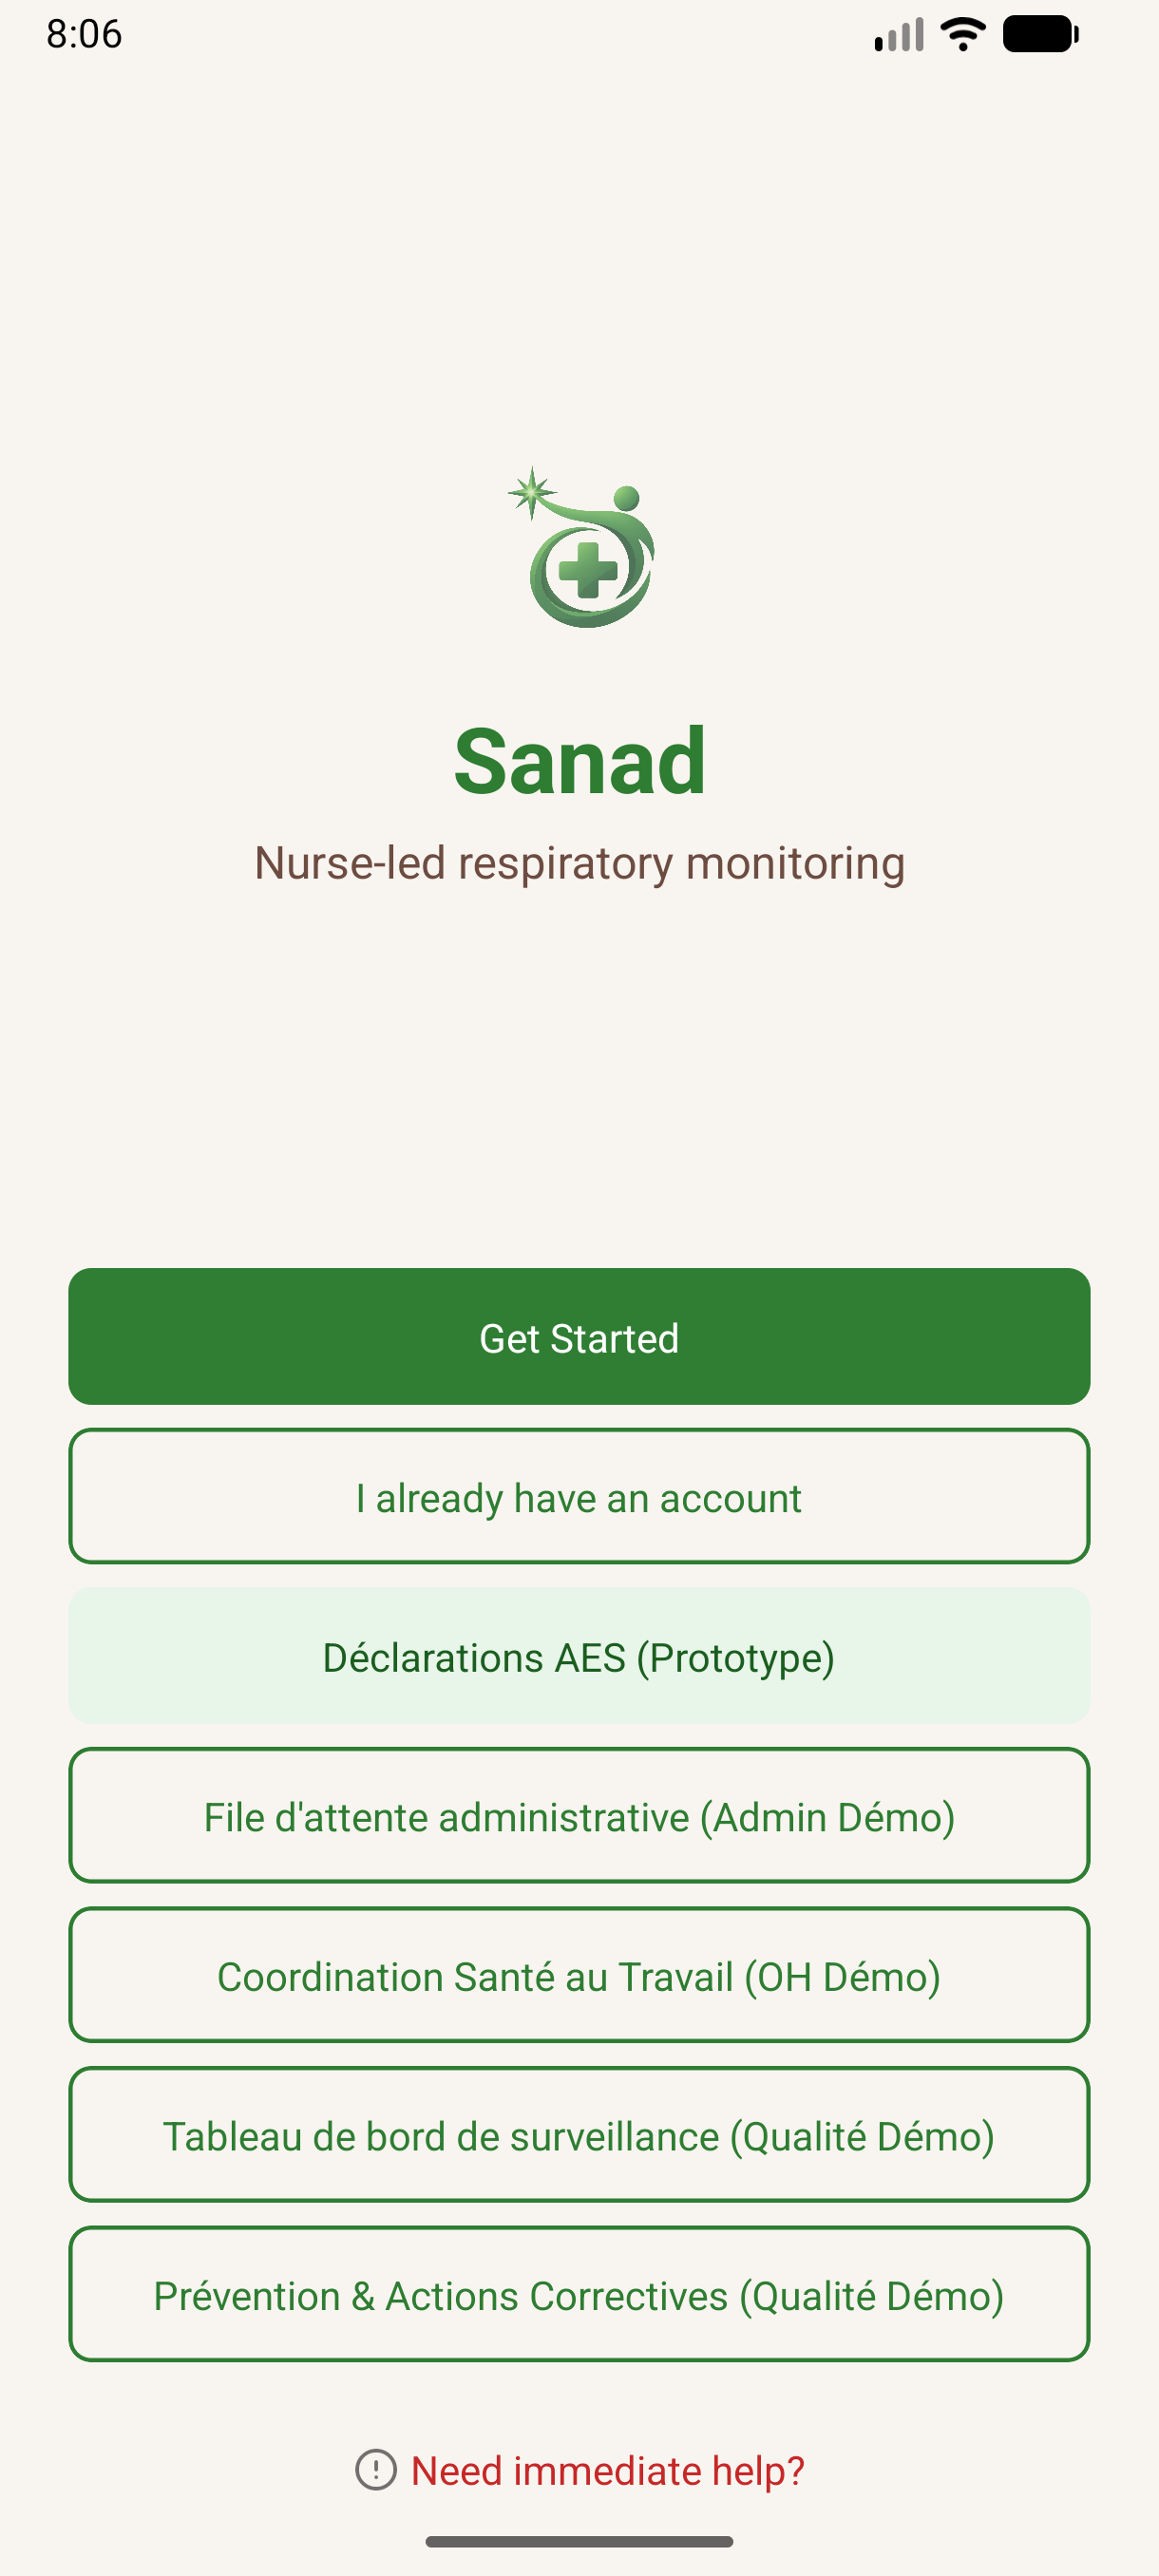 8:06
Sanad
Nurse-led respiratory monitoring
Get Started
I already have an account
Déclarations AES (Prototype)
File d'attente administrative (Admin Démo)
Coordination Santé au Travail (OH Démo)
Tableau de bord de surveillance (Qualité Démo)
Prévention & Actions Correctives (Qualité Démo)
Need immediate help?